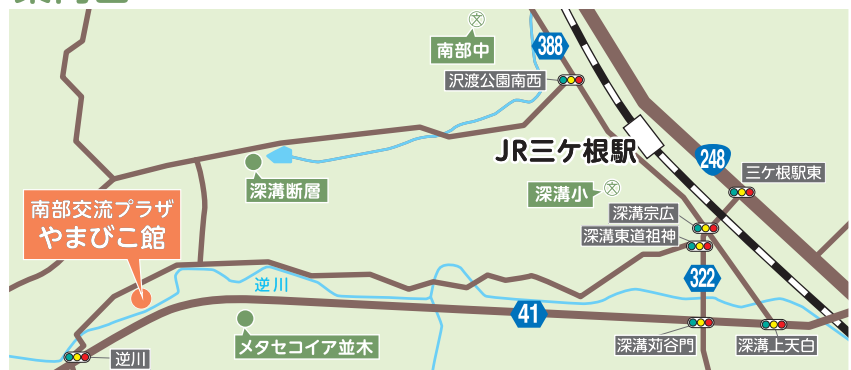 南部中
388
沢渡公園南西
JR三ケ根駅
248
三ケ根駅東
深溝断層
深溝小
南部交流プラザ
やまびこ館
深溝宗広
深溝東道祖神
322
逆川
41
メタセコイア並木
深溝苅谷門
深溝上天白
逆川